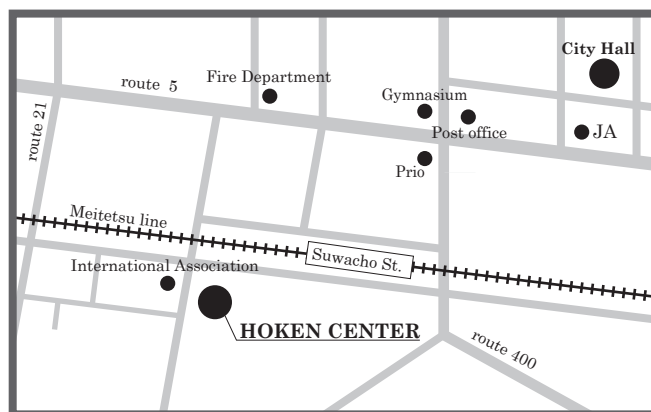 City Hall
route 5
Fire Department
Gymnasium
Post office
JA
route 21
Prio
Meitetsu line
Suwacho St.
International Association
HOKEN CENTER
route 400